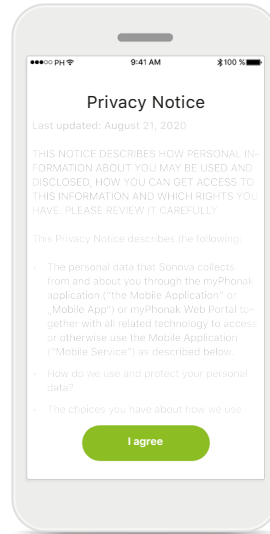 ●●●○○ PH 9:41 AM 100 %
Privacy Notice
Last updated: August 21, 2020
THIS NOTICE DESCRIBES HOW PERSONAL IN-
FORMATION ABOUT YOU MAY BE USED AND
DISCLOSED, HOW YOU CAN GET ACCESS TO
THIS INFORMATION AND WHICH RIGHTS YOU
HAVE. PLEASE REVIEW IT CAREFULLY
This Privacy Notice describes the following:
• The personal data that Sonova collects
from and about you through the myPhonak
application (“the Mobile Application” or
„Mobile App”) or myPhonak Web Portal to-
gether with all related technology to access
or otherwise use the Mobile Application
(“Mobile Service”) as described below.
• How do we use and protect your personal
data?
• The choices you have about how we use
I agree